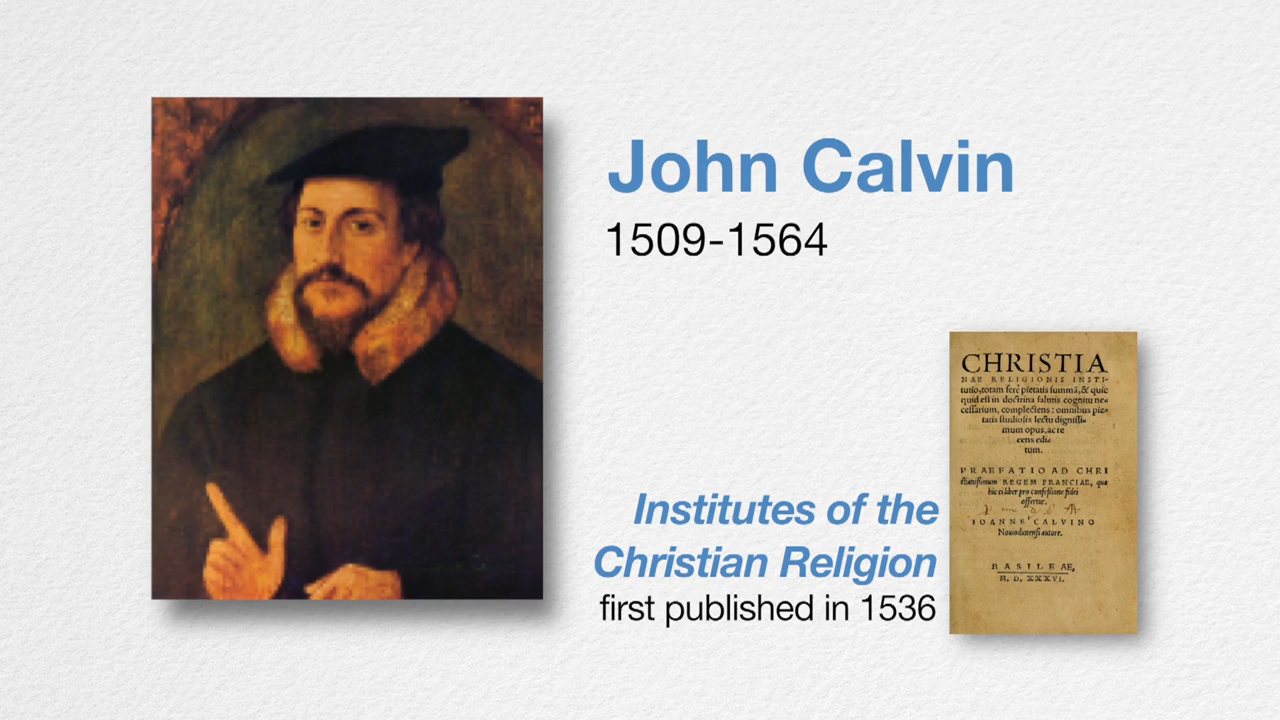 John Calvin
1509-1564
Institutes of the
Christian Religion
first published in 1536
CHRISTIA
NAE RELIGIONIS INSTI-
tutio, totam ferè pietatis summã, & quic
quid est in doctrina salutis cognitu ne-
cessarium, complectens : omnibus pie-
tatis studiosis lectu dignissi-
mum opus, ac re
cens edi-
tum.
PRAEFATIO AD CHRI
stianissimum REGEM FRANCIAE, qua
hic ei liber pro confessione fidei
offertur.
IOANNE CALVINO
Nouiodunensi autore.
BASILEAE,
M. D. XXXVI.